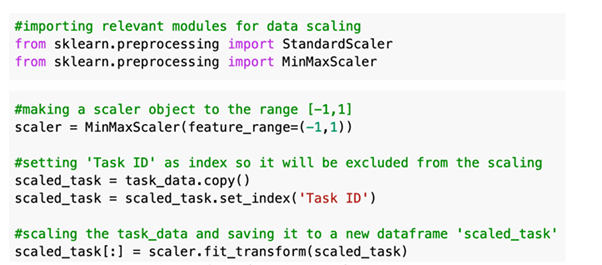 #importing relevant modules for data scaling
from sklearn.preprocessing import StandardScaler
from sklearn.preprocessing import MinMaxScaler
#making a scaler object to the range [-1,1]
scaler = MinMaxScaler(feature_range=(-1,1))
#setting 'Task ID' as index so it will be excluded from the scaling
scaled_task = task_data.copy()
scaled_task = scaled_task.set_index('Task ID')
#scaling the task_data and saving it to a new dataframe 'scaled_task'
scaled_task[:] = scaler.fit_transform(scaled_task)